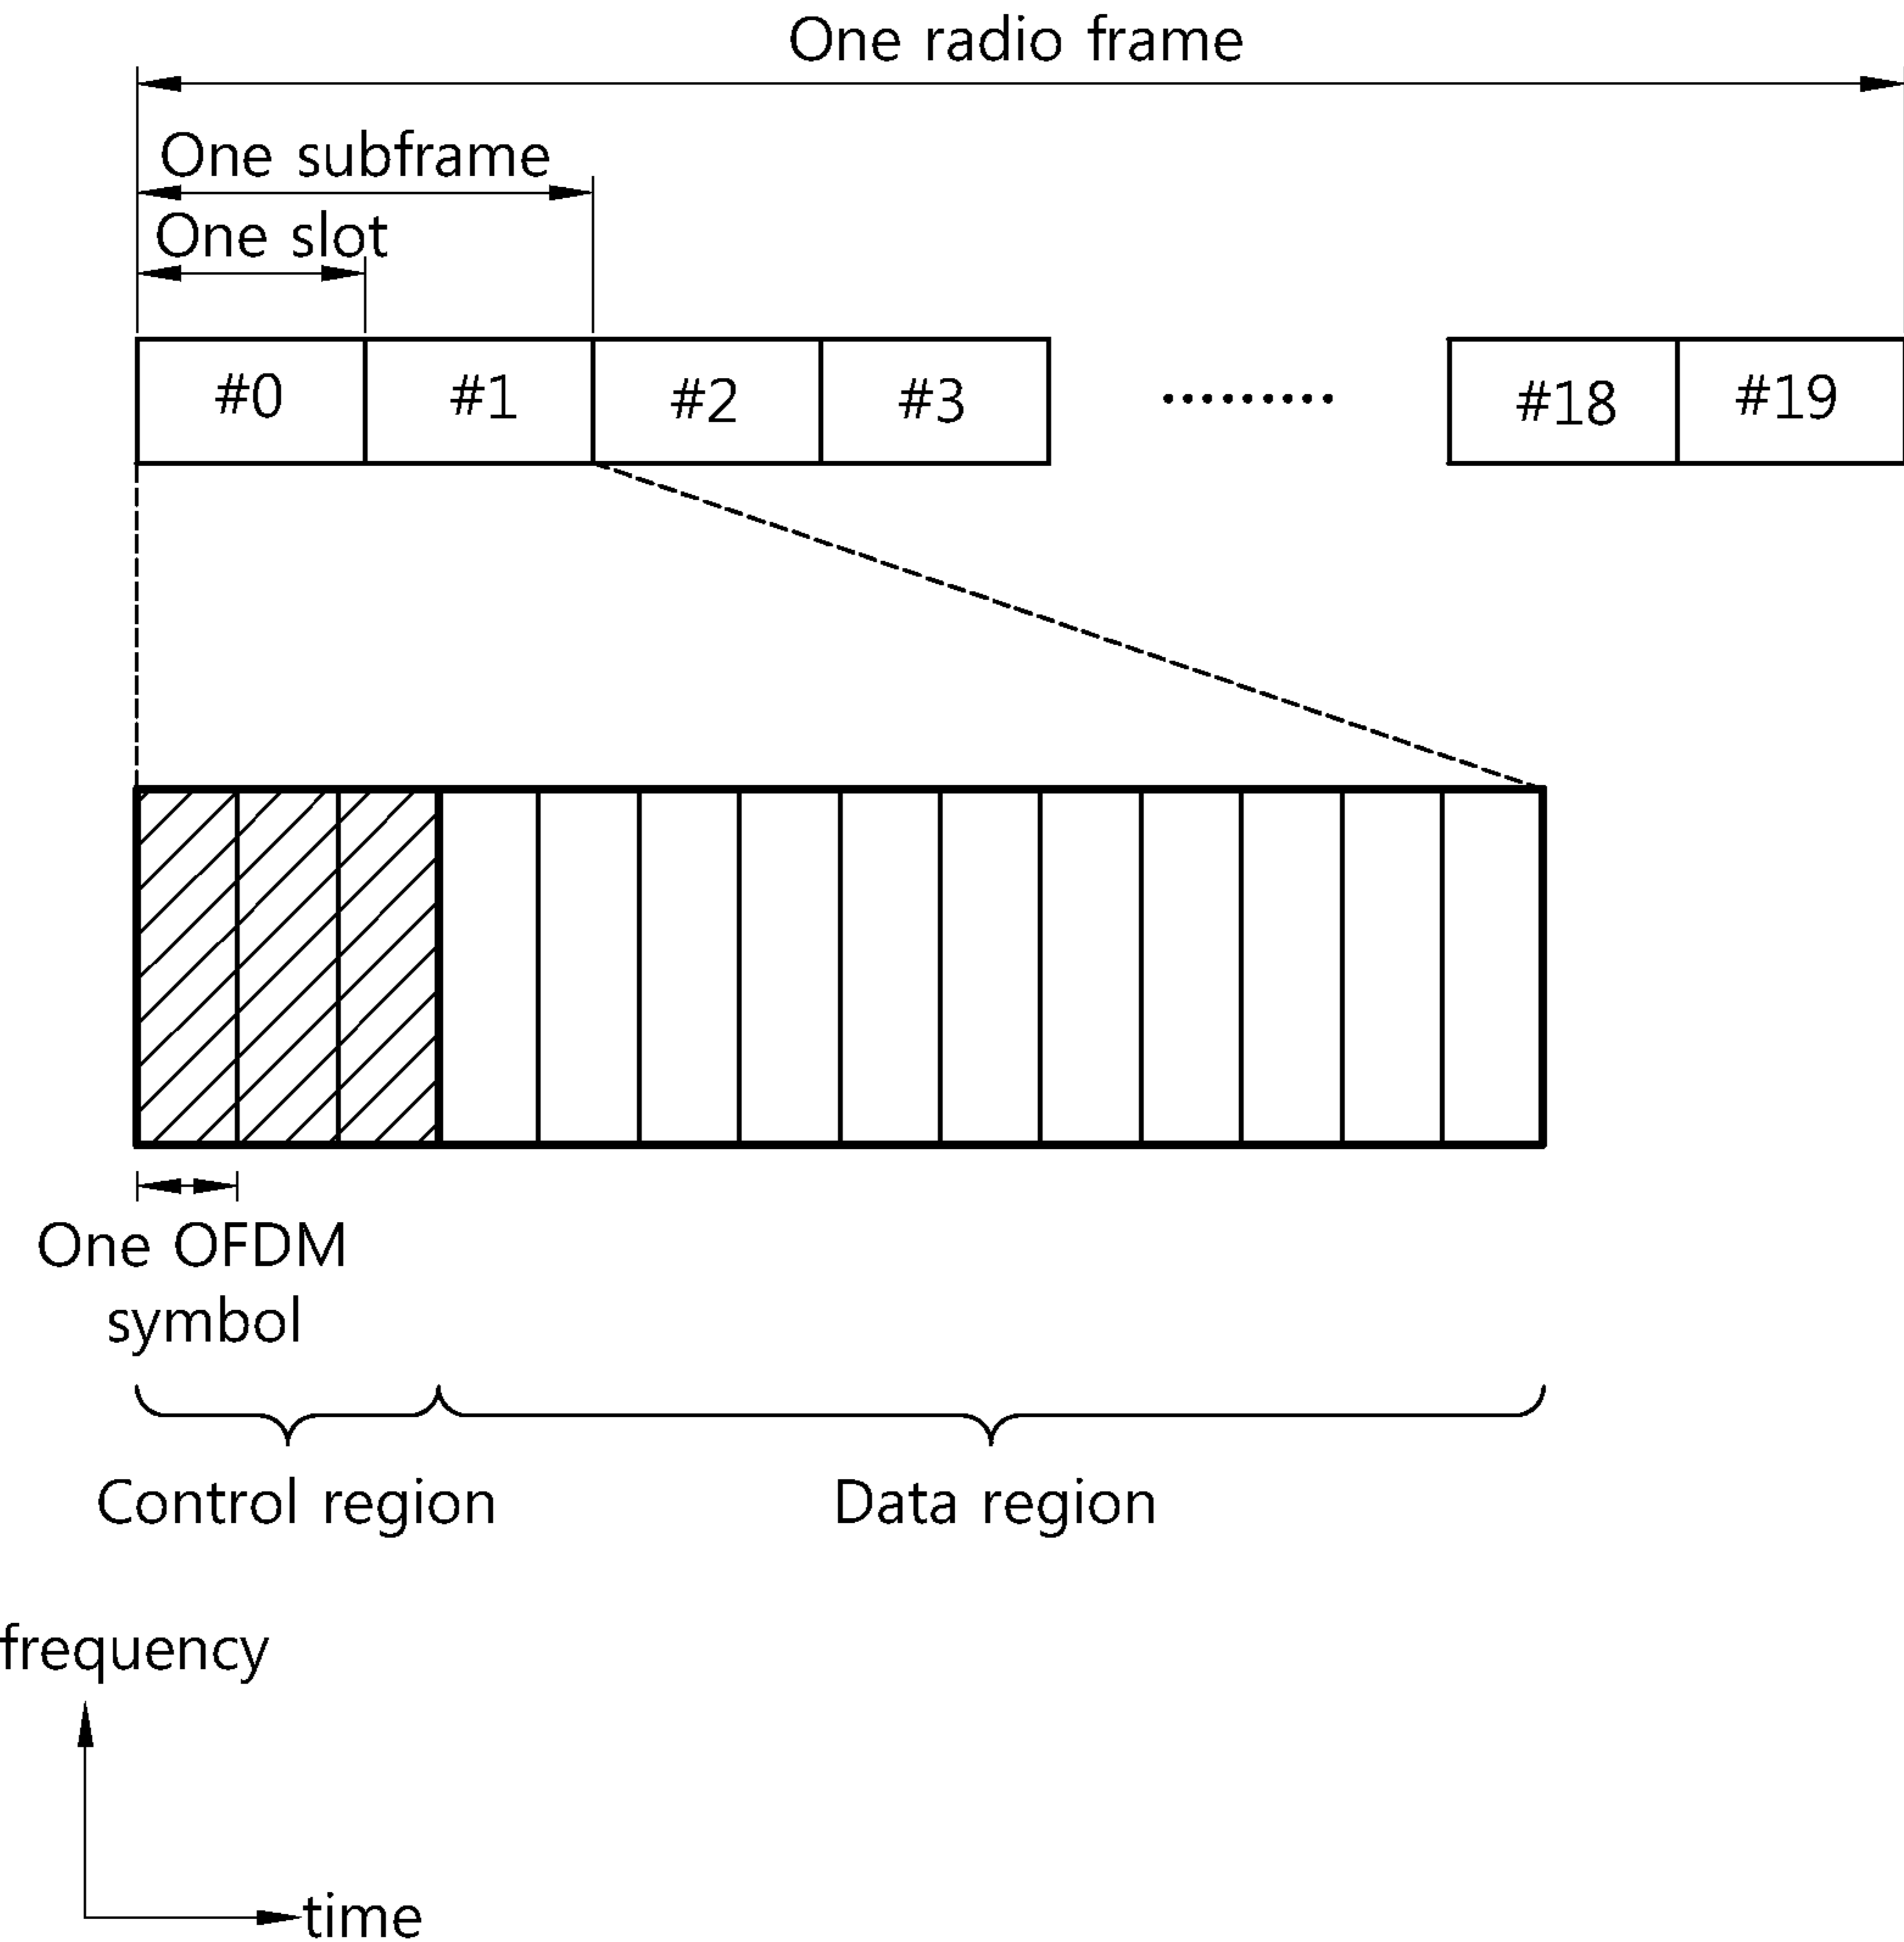 One radio frame
One subframe
One slot
#0 #1 #2 #3 ········· #18 #19
One OFDM
symbol
Control region Data region
frequency
time